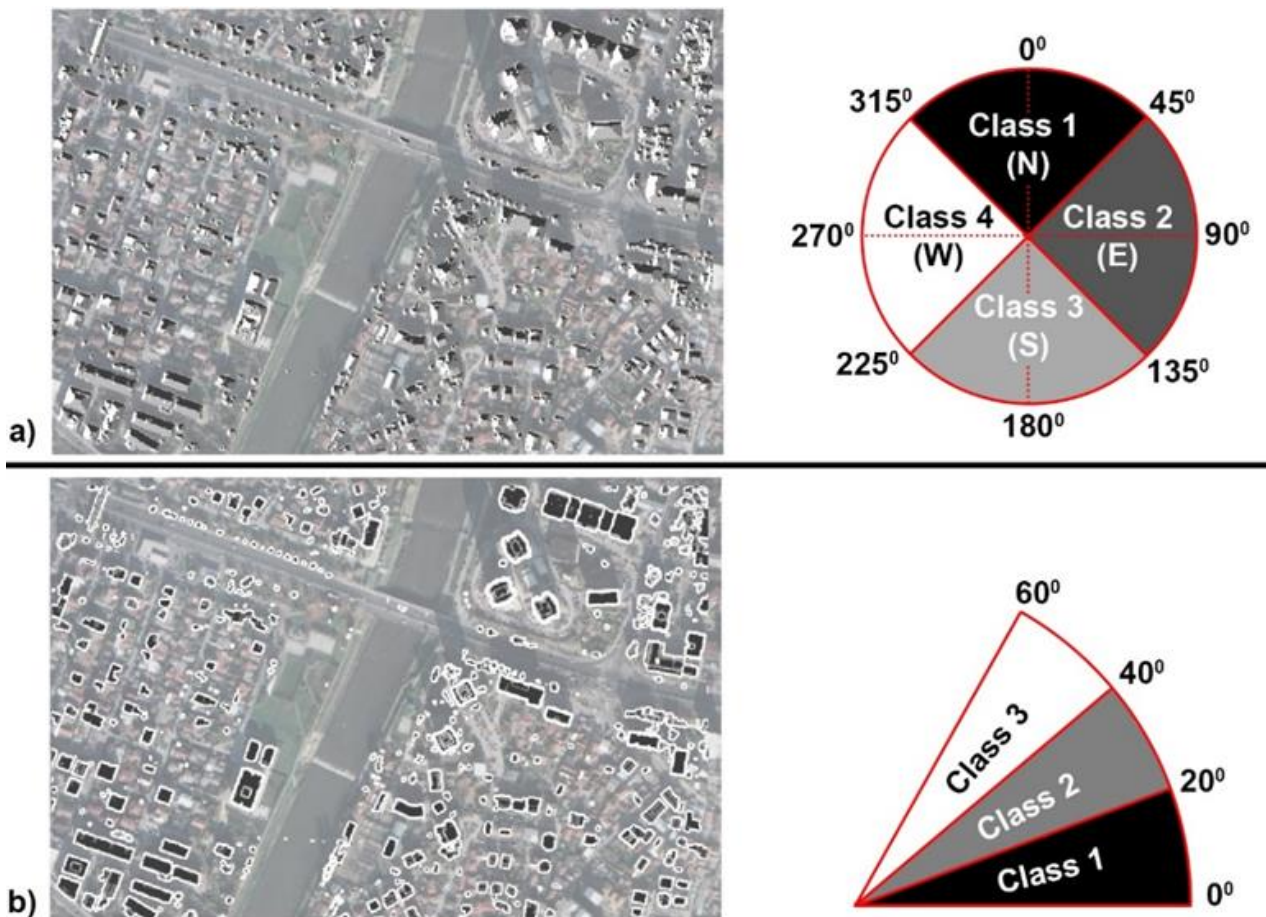 0⁰
315⁰
45⁰
Class 1
(N)
Class 4
(W)
Class 2
(E)
270⁰
90⁰
Class 3
(S)
225⁰
135⁰
180⁰
a)
60⁰
40⁰
Class 3
20⁰
Class 2
Class 1
0⁰
b)